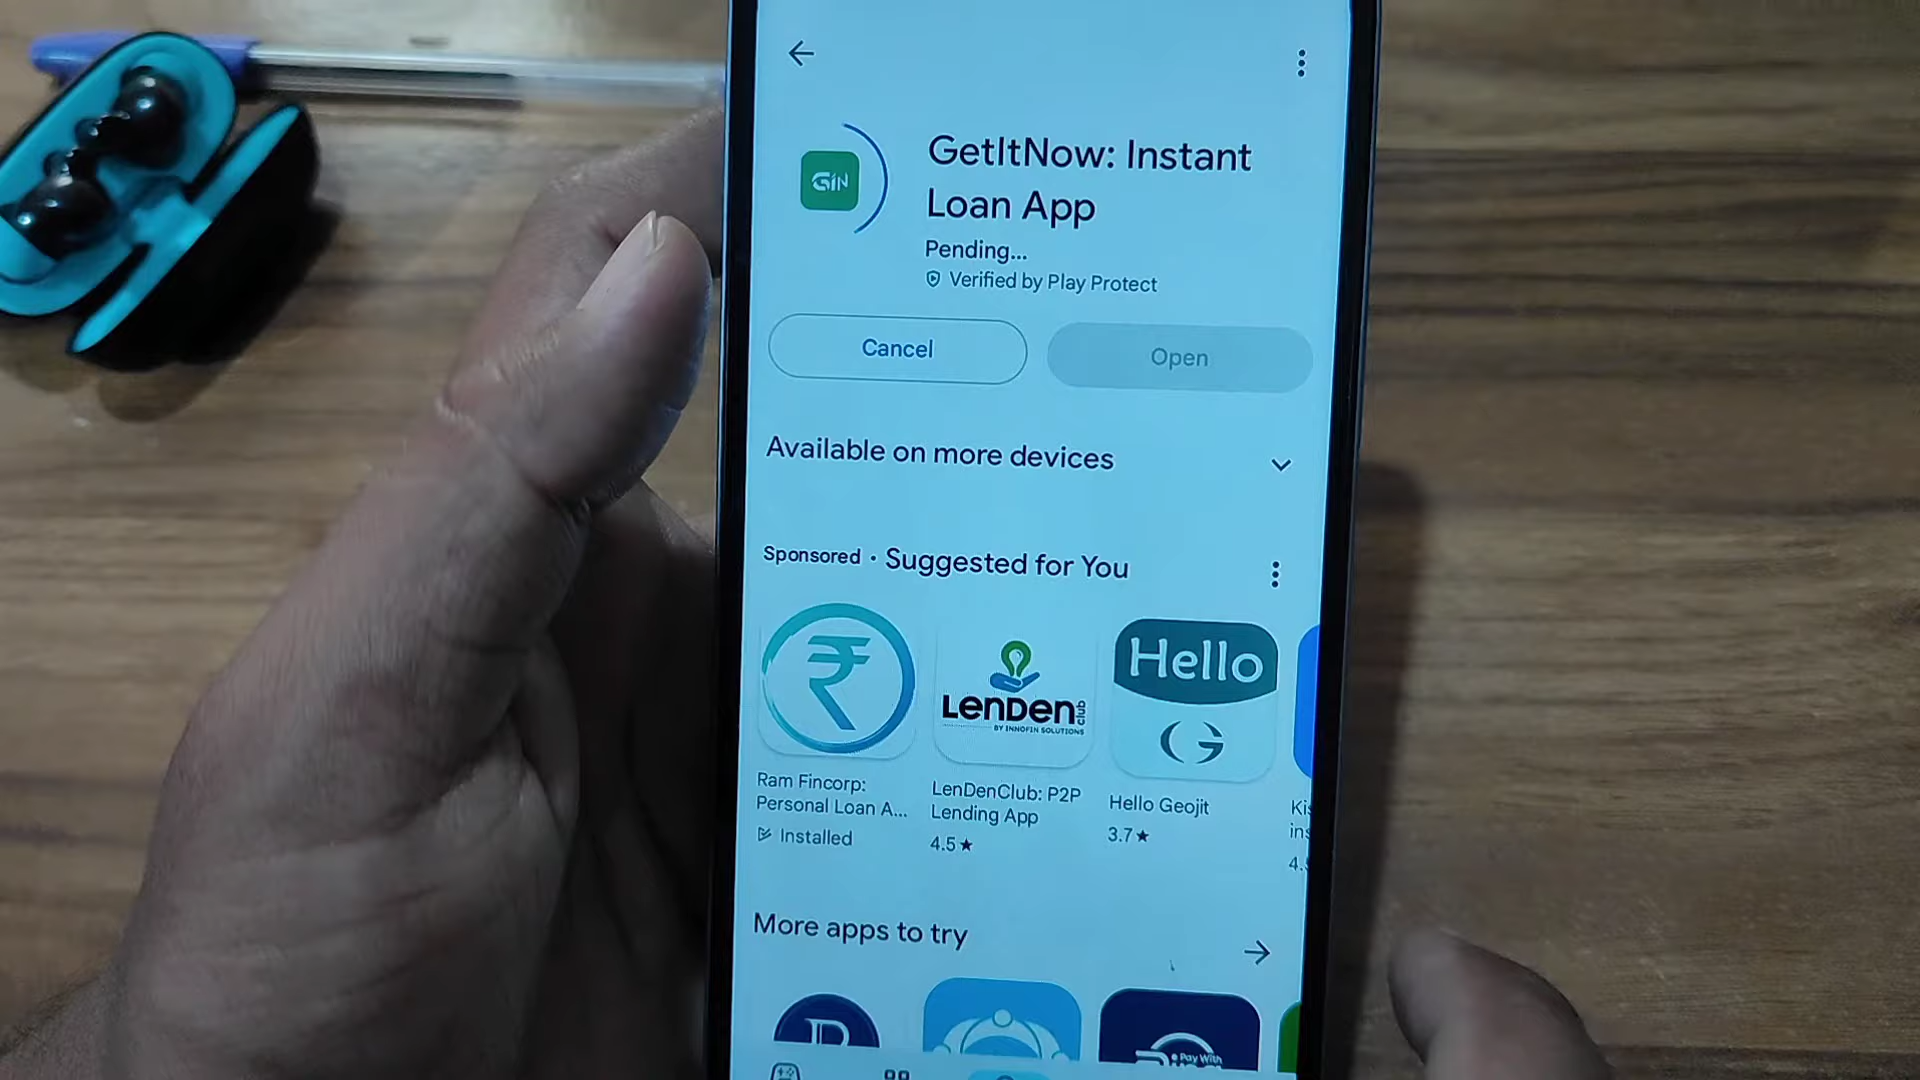 GetItNow: Instant
Loan App
Pending...
Verified by Play Protect
GiN
Cancel
Open
Available on more devices
Sponsored · Suggested for You
Hello
LenDen club
BY INNOFIN SOLUTIONS
Ram Fincorp:
Personal Loan A...
Installed
LenDenClub: P2P
Lending App
4.5★
Hello Geojit
3.7★
Kis
ins
4.
More apps to try
Pay With